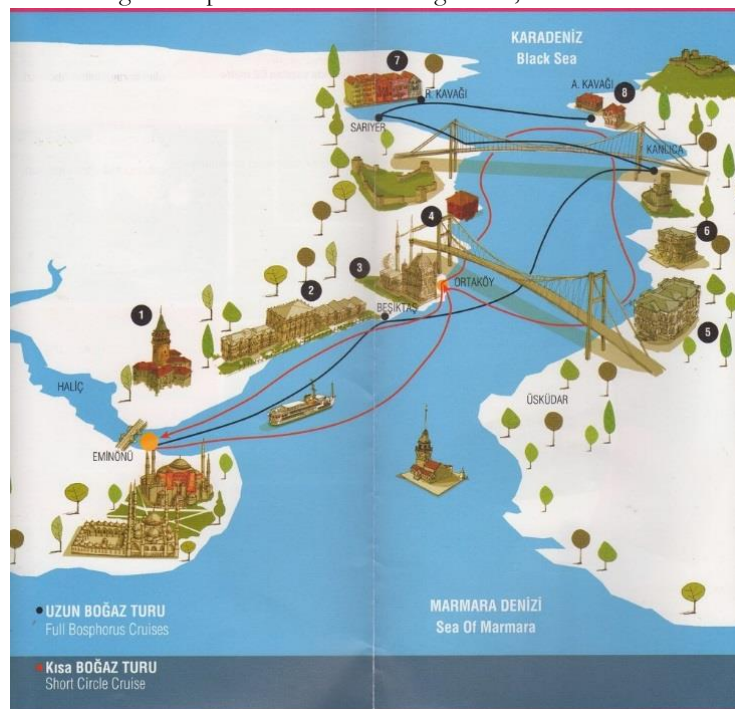 KARADENİZ
Black Sea
7
R. KAVAĞI
A. KAVAĞI
8
SARIYER
KANLICA
4
6
3
ORTAKÖY
2
BEŞİKTAŞ
1
5
HALİÇ
ÜSKÜDAR
EMİNÖNÜ
UZUN BOĞAZ TURU
Full Bosphorus Cruises
MARMARA DENİZİ
Sea Of Marmara
Kısa BOĞAZ TURU
Short Circle Cruise